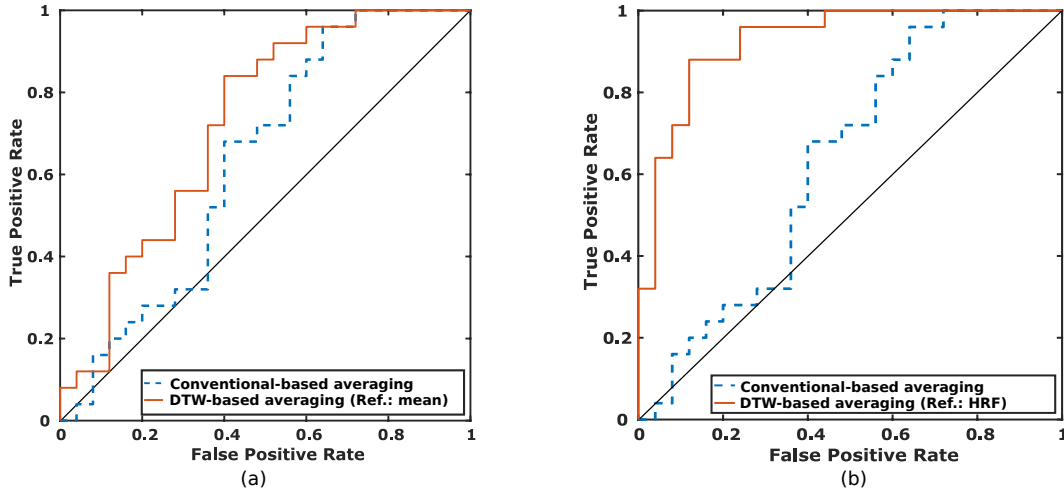 1
0.8
0.6
0.4
0.2
0
0
0.2
0.4
0.6
0.8
1
True Positive Rate
False Positive Rate
Conventional-based averaging
DTW-based averaging (Ref.: mean)
(a)
1
0.8
0.6
0.4
0.2
0
0
0.2
0.4
0.6
0.8
1
True Positive Rate
False Positive Rate
Conventional-based averaging
DTW-based averaging (Ref.: HRF)
(b)